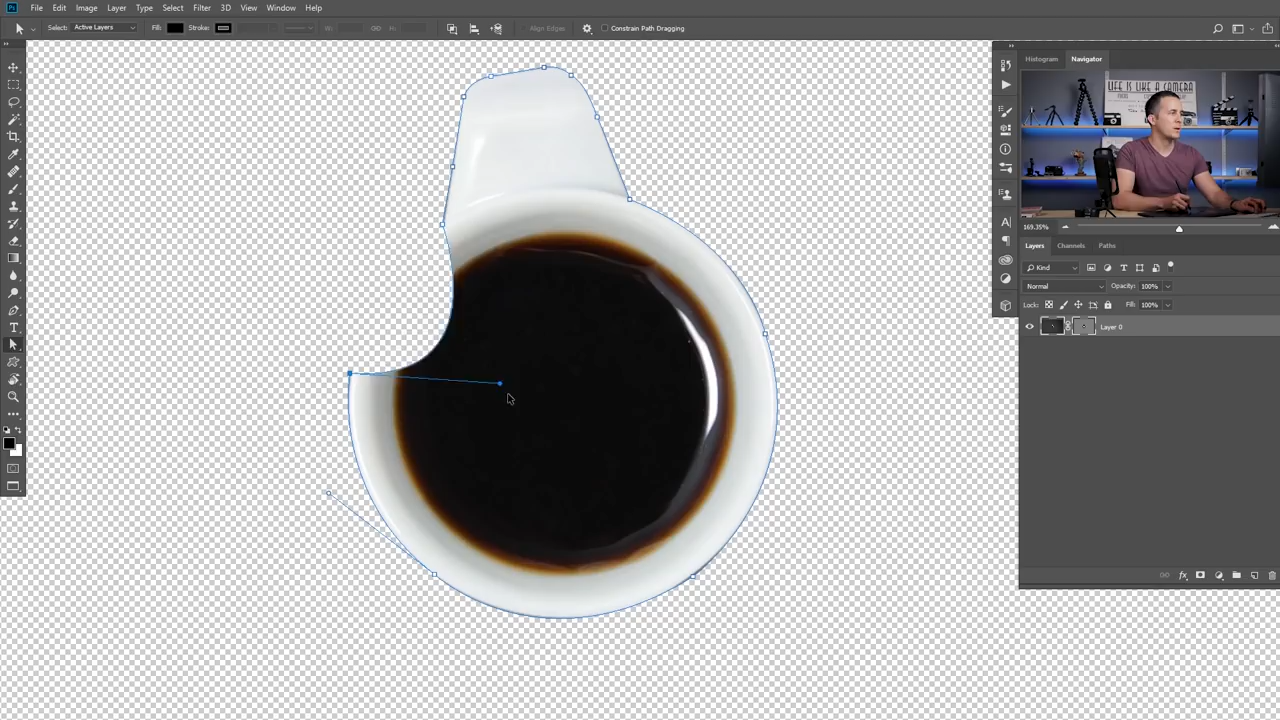 Ps File Edit Image Layer Type Select Filter 3D View Window Help
Select: Active Layers Fill: Stroke: W: H: Align Edges Constrain Path Dragging
Histogram Navigator
LIFE IS LIKE A CAMERA
169.35%
Layers Channels Paths
Kind
Normal Opacity: 100%
Lock: Fill: 100%
Layer 0